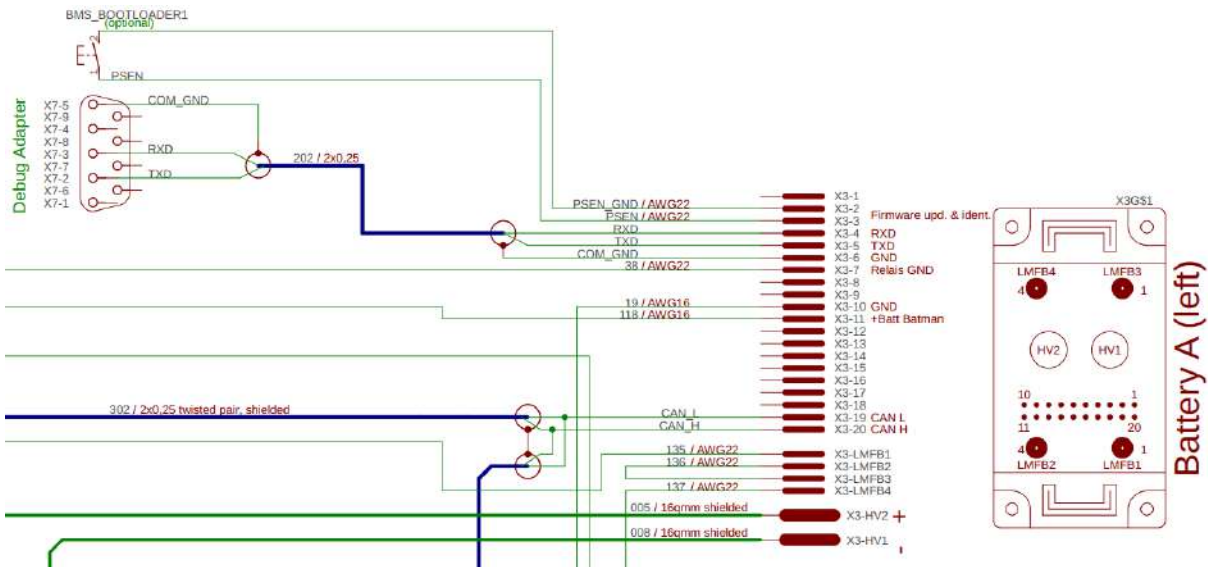 BMS_BOOTLOADER1
(optional)
2
1
PSEN
Debug Adapter
X7-5
X7-9
X7-4
X7-8
X7-3
X7-7
X7-2
X7-6
X7-1
COM_GND
RXD
TXD
202 / 2x0,25
PSEN_GND / AWG22
PSEN / AWG22
RXD
TXD
COM_GND
38 / AWG22
19 / AWG16
118 / AWG16
302 / 2x0,25 twisted pair, shielded
CAN_L
CAN_H
135 / AWG22
136 / AWG22
137 / AWG22
005 / 16qmm shielded
008 / 16qmm shielded
X3-1
X3-2
X3-3 Firmware upd. & ident.
X3-4 RXD
X3-5 TXD
X3-6 GND
X3-7 Relais GND
X3-8
X3-9
X3-10 GND
X3-11 +Batt Batman
X3-12
X3-13
X3-14
X3-15
X3-16
X3-17
X3-18
X3-19 CAN L
X3-20 CAN H
X3-LMFB1
X3-LMFB2
X3-LMFB3
X3-LMFB4
X3-HV2 +
X3-HV1 -
X3G$1
LMFB4 LMFB3
4 1
HV2 HV1
10 1
11 20
4 1
LMFB2 LMFB1
Battery A (left)